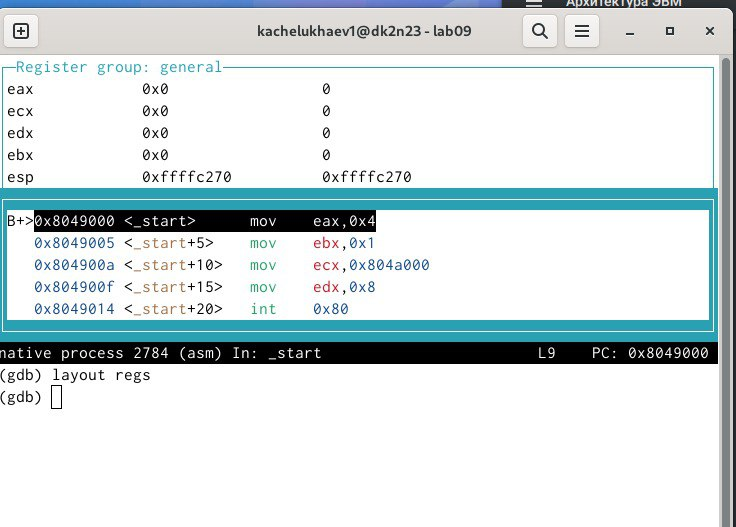 Архитектура ЭВМ
kachelukhaev1@dk2n23 - lab09
Register group: general
eax 0x0 0
ecx 0x0 0
edx 0x0 0
ebx 0x0 0
esp 0xffffc270 0xffffc270
B+>0x8049000 <_start> mov eax,0x4
0x8049005 <_start+5> mov ebx,0x1
0x804900a <_start+10> mov ecx,0x804a000
0x804900f <_start+15> mov edx,0x8
0x8049014 <_start+20> int 0x80
native process 2784 (asm) In: _start L9 PC: 0x8049000
(gdb) layout regs
(gdb)